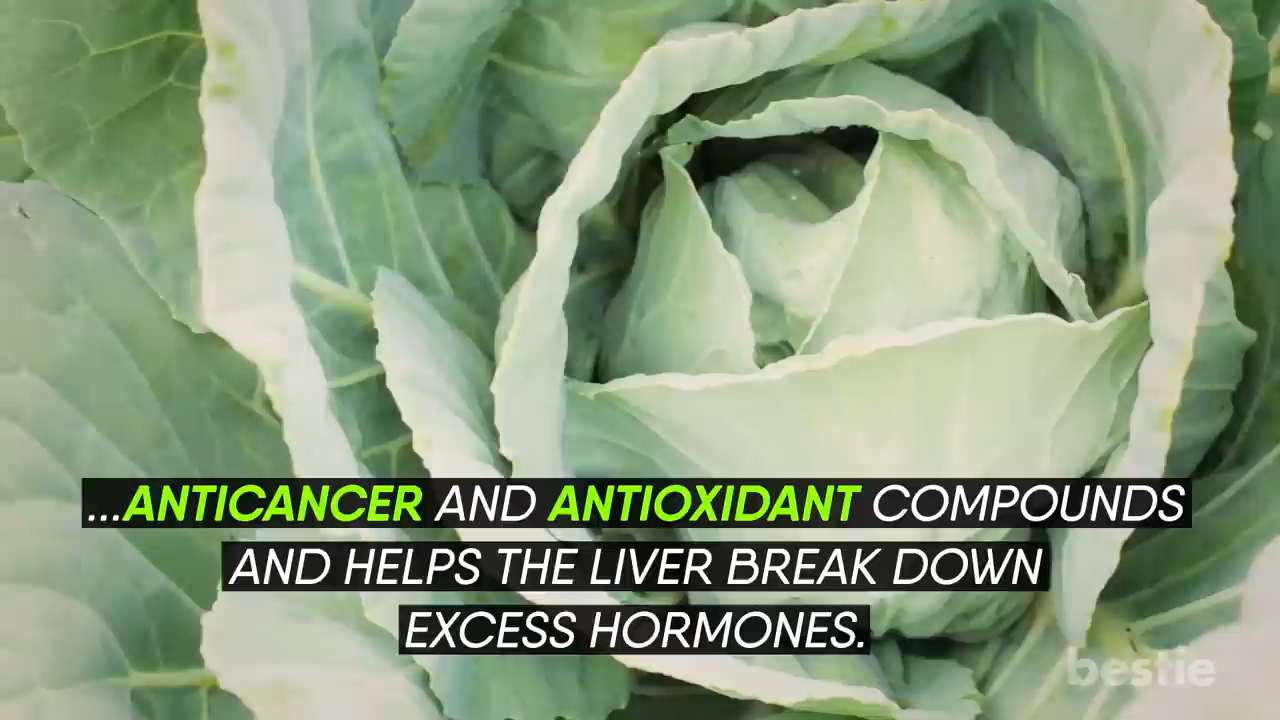 ...ANTICANCER AND ANTIOXIDANT COMPOUNDS
AND HELPS THE LIVER BREAK DOWN
EXCESS HORMONES.
bestie